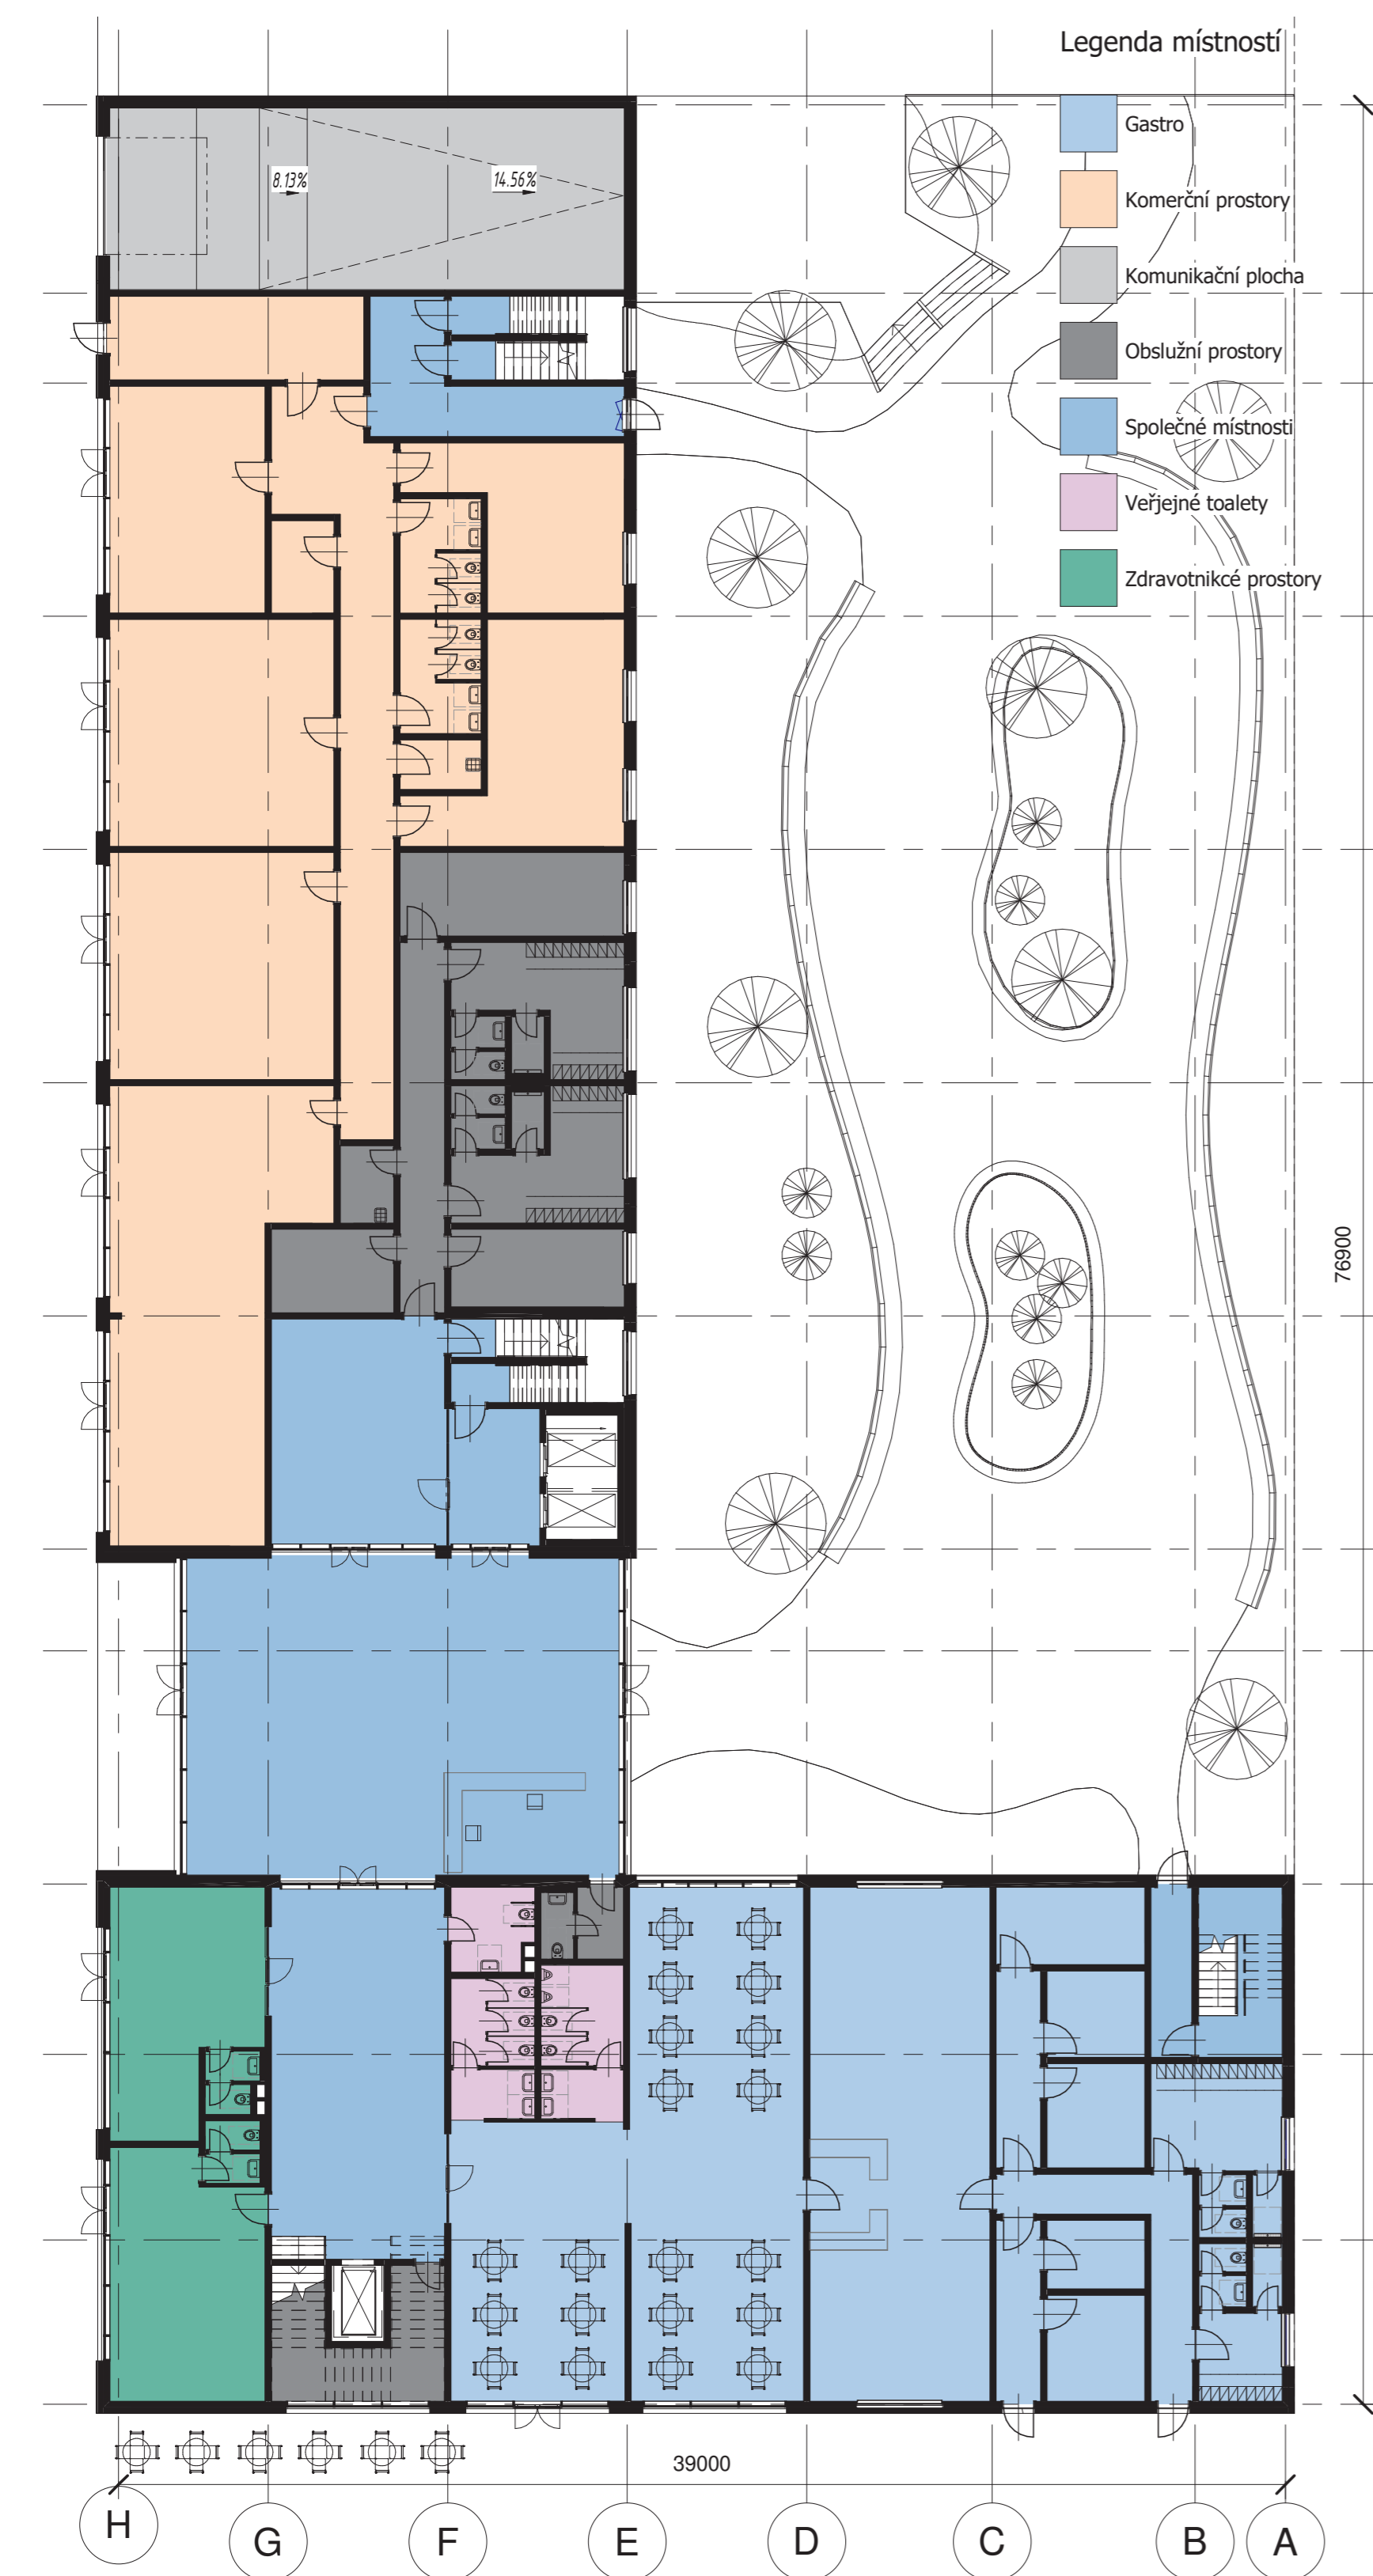 Legenda místností
Gastro
8.13%
14.56%
Komerční prostory
Komunikační plocha
Obslužní prostory
Společné místnosti
Veřjejné toalety
Zdravotnikcé prostory
76900
39000
H
G
F
E
D
C
B
A